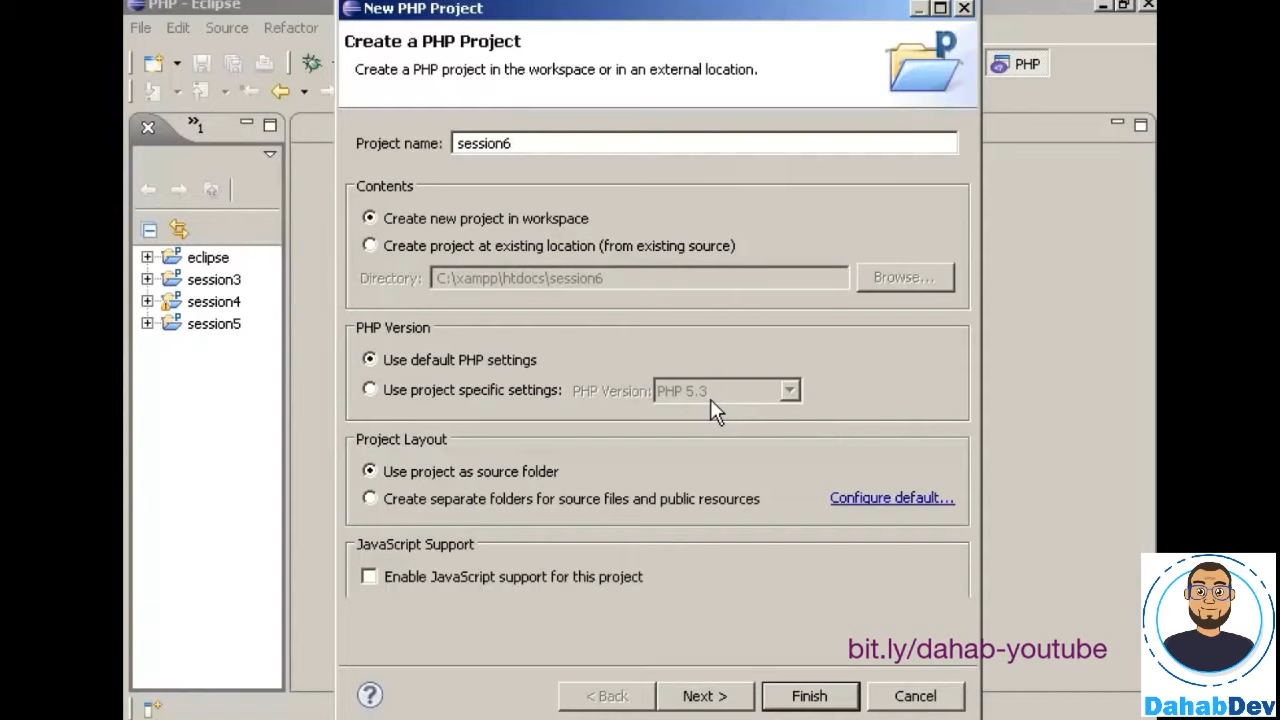 PHP - Eclipse
File Edit Source Refactor
New PHP Project
Create a PHP Project
Create a PHP project in the workspace or in an external location.
p
PHP
1
eclipse
session3
session4
session5
Project name: session6
Contents
Create new project in workspace
Create project at existing location (from existing source)
Directory: C:\xampp\htdocs\session6 Browse...
PHP Version
Use default PHP settings
Use project specific settings: PHP Version: PHP 5.3
Project Layout
Use project as source folder
Create separate folders for source files and public resources Configure default...
JavaScript Support
Enable JavaScript support for this project
bit.ly/dahab-youtube
? < Back Next > Finish Cancel
DahabDev